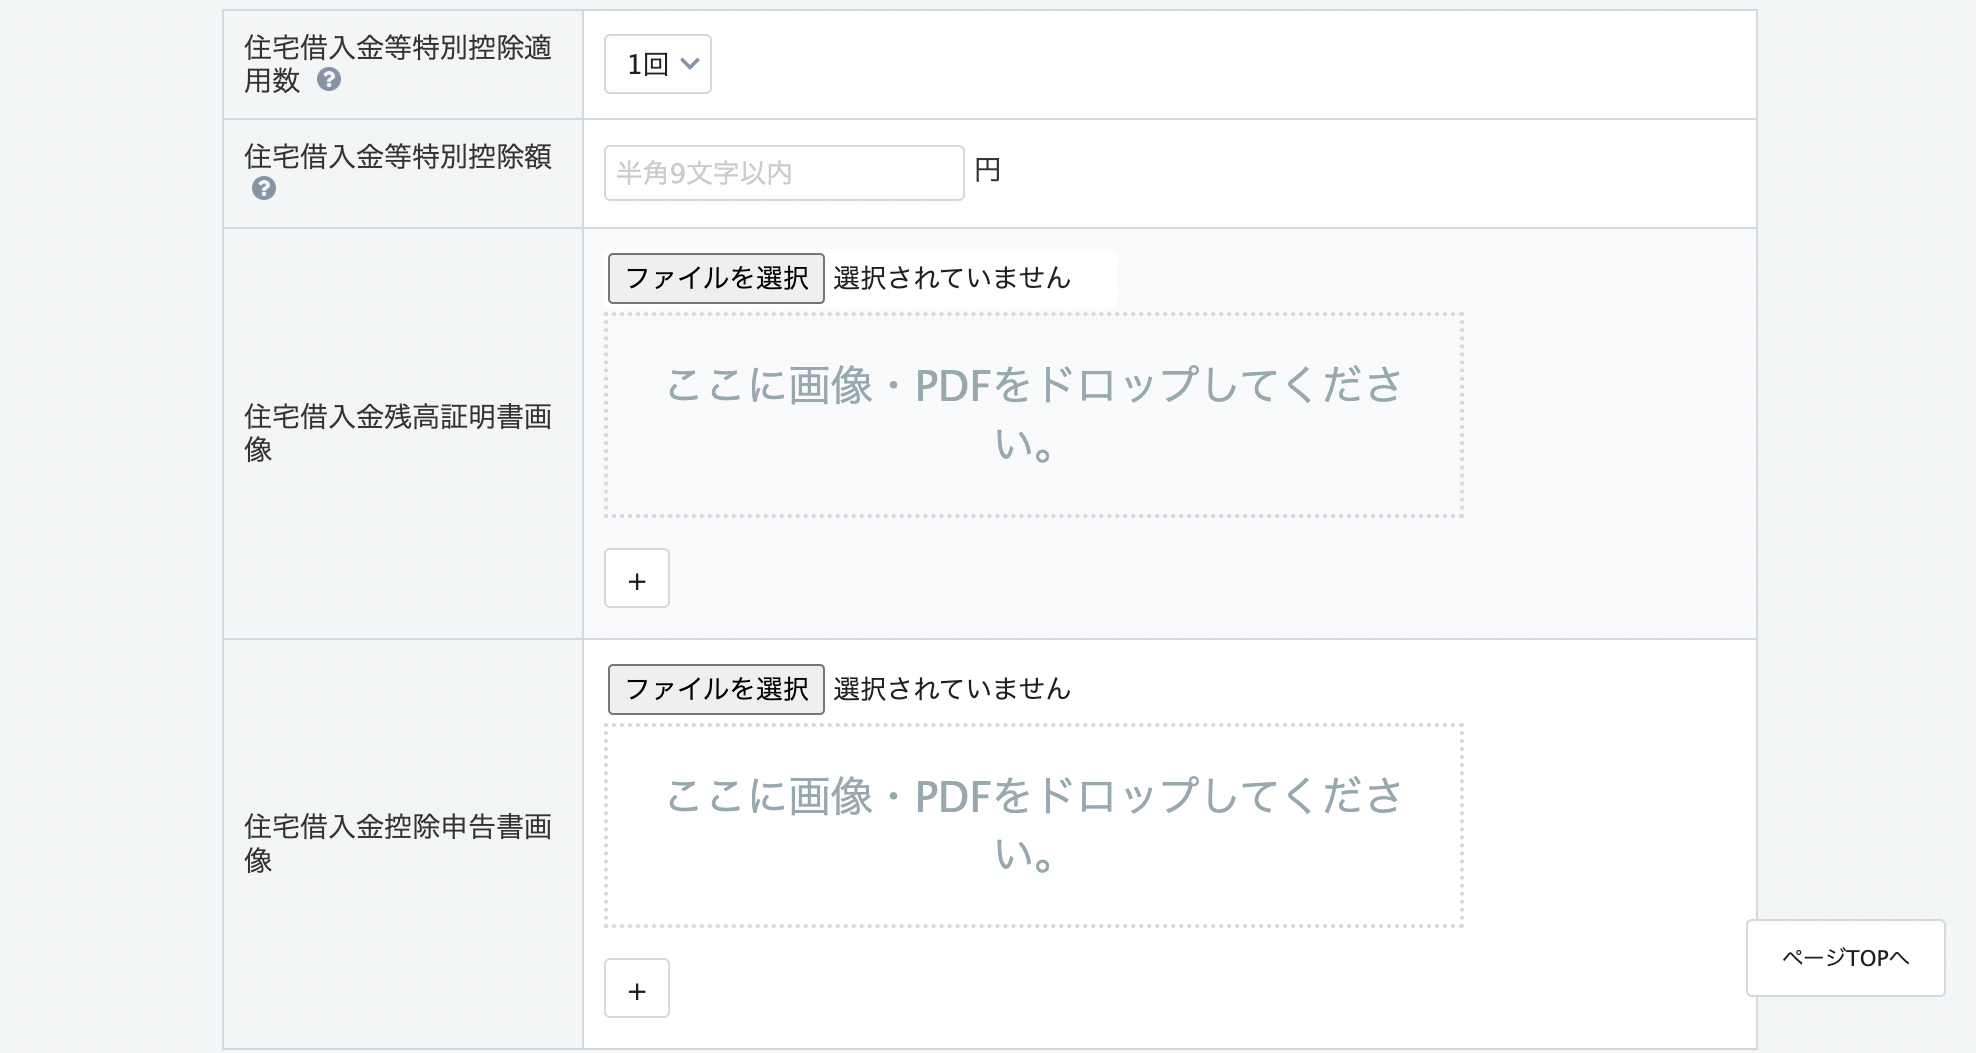 住宅借入金等特別控除適
用数 ?
1回
住宅借入金等特別控除額
?
半角9文字以内 円
住宅借入金残高証明書画
像
ファイルを選択 選択されていません
ここに画像・PDFをドロップしてくださ
い。
+
住宅借入金控除申告書画
像
ファイルを選択 選択されていません
ここに画像・PDFをドロップしてくださ
い。
+
ページTOPへ